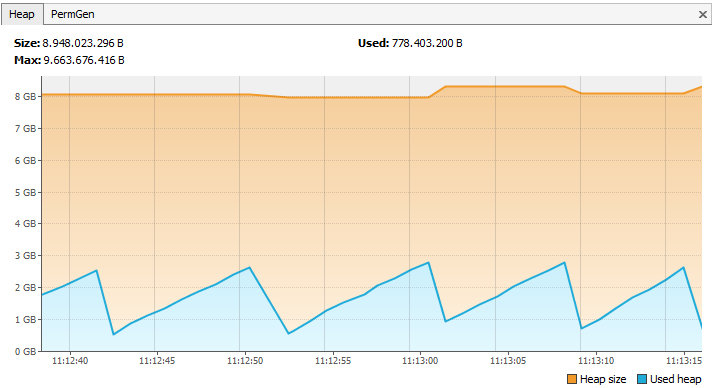 Heap PermGen
Size: 8.948.023.296 B Used: 778.403.200 B
Max: 9.663.676.416 B
8 GB
7 GB
6 GB
5 GB
4 GB
3 GB
2 GB
1 GB
0 GB
11:12:40 11:12:45 11:12:50 11:12:55 11:13:00 11:13:05 11:13:10 11:13:15
Heap size Used heap